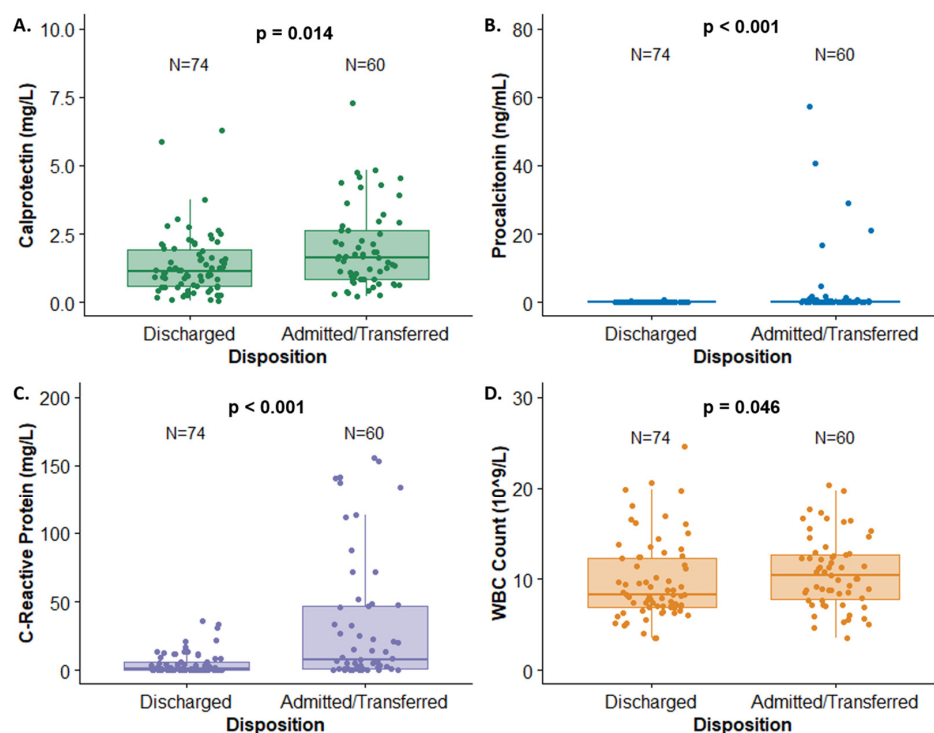 A.
p = 0.014
N=74 N=60
Calprotectin (mg/L)
10.0
7.5
5.0
2.5
0.0
Discharged Admitted/Transferred
Disposition
B.
p < 0.001
N=74 N=60
Procalcitonin (ng/mL)
80
60
40
20
0
Discharged Admitted/Transferred
Disposition
C.
p < 0.001
N=74 N=60
C-Reactive Protein (mg/L)
200
150
100
50
0
Discharged Admitted/Transferred
Disposition
D.
p = 0.046
N=74 N=60
WBC Count (10^9/L)
30
20
10
0
Discharged Admitted/Transferred
Disposition